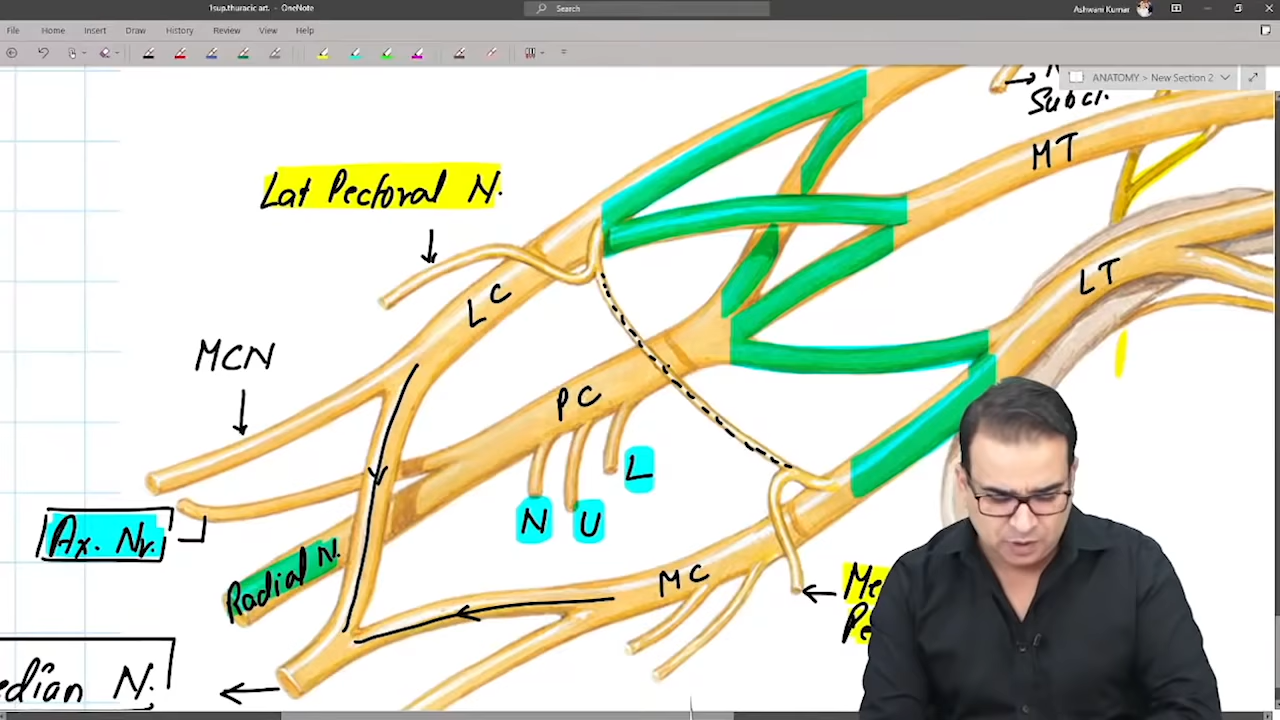 1sup.thoracic art. - OneNote
Search
Ashwani Kumar
File Home Insert Draw History Review View Help
ANATOMY > New Section 2
Subcl.
MT
Lat Pectoral N.
LT
LC
MCN
PC
L
N U
Ax. Nr.
Radial N.
MC
Me
Pe
edian N.